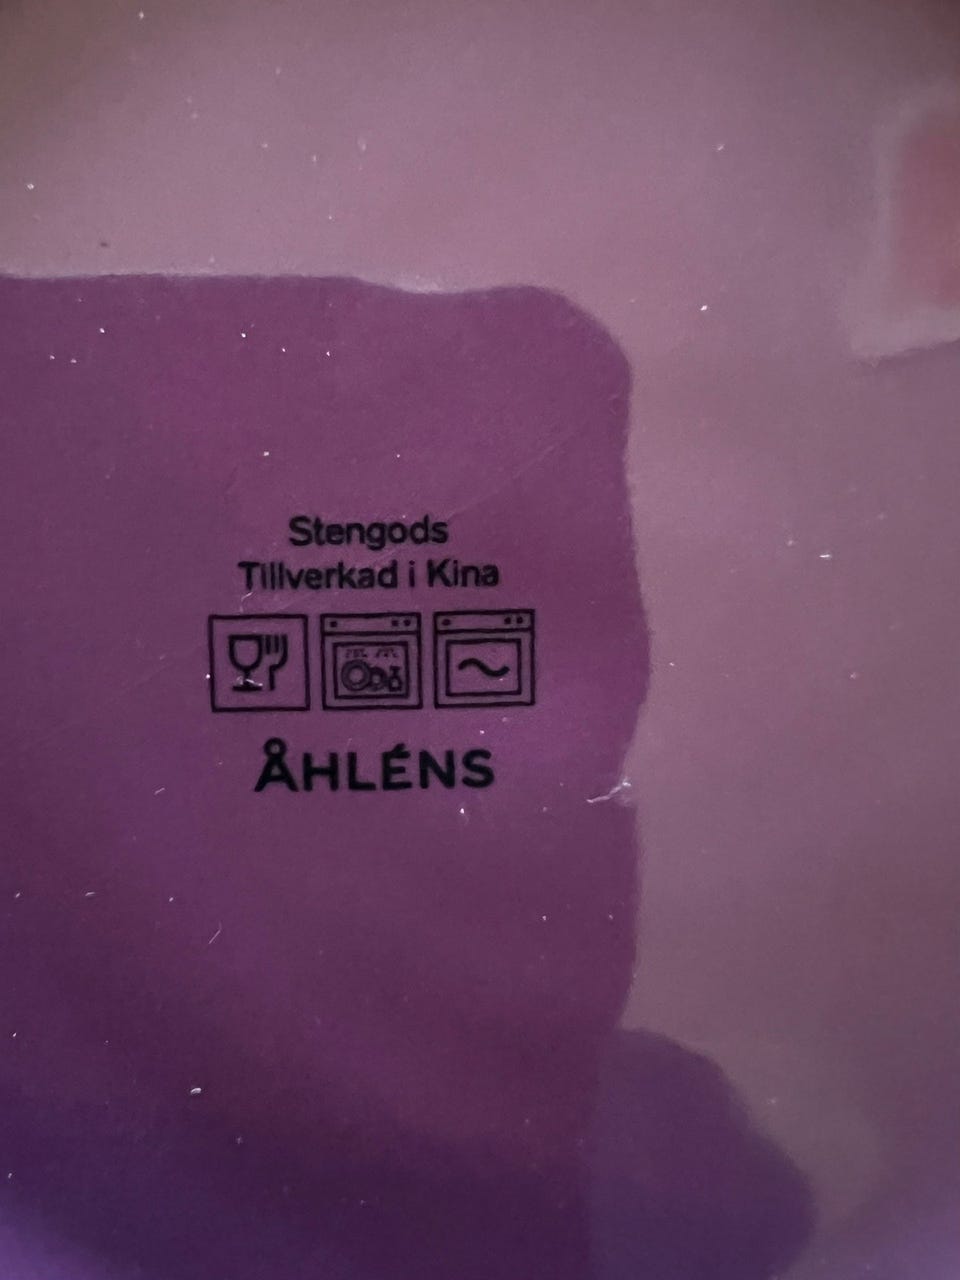 Stengods
Tillverkad i Kina
ÅHLÉNS